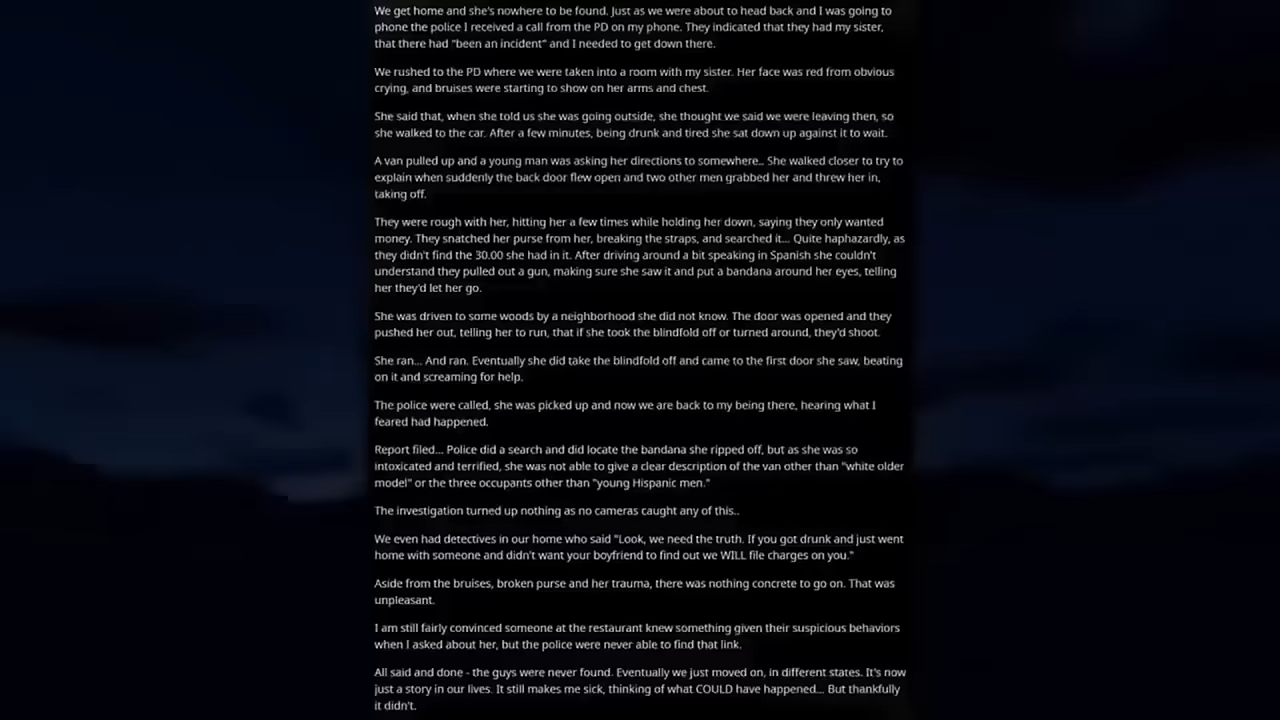 We get home and she's nowhere to be found. Just as we were about to head back and I was going to
phone the police I received a call from the PD on my phone. They indicated that they had my sister,
that there had "been an incident" and I needed to get down there.
We rushed to the PD where we were taken into a room with my sister. Her face was red from obvious
crying, and bruises were starting to show on her arms and chest.
She said that, when she told us she was going outside, she thought we said we were leaving then, so
she walked to the car. After a few minutes, being drunk and tired she sat down up against it to wait.
A van pulled up and a young man was asking her directions to somewhere.. She walked closer to try to
explain when suddenly the back door flew open and two other men grabbed her and threw her in,
taking off.
They were rough with her, hitting her a few times while holding her down, saying they only wanted
money. They snatched her purse from her, breaking the straps, and searched it... Quite haphazardly, as
they didn't find the 30.00 she had in it. After driving around a bit speaking in Spanish she couldn't
understand they pulled out a gun, making sure she saw it and put a bandana around her eyes, telling
her they'd let her go.
She was driven to some woods by a neighborhood she did not know. The door was opened and they
pushed her out, telling her to run, that if she took the blindfold off or turned around, they'd shoot.
She ran... And ran. Eventually she did take the blindfold off and came to the first door she saw, beating
on it and screaming for help.
The police were called, she was picked up and now we are back to my being there, hearing what I
feared had happened.
Report filed... Police did a search and did locate the bandana she ripped off, but as she was so
intoxicated and terrified, she was not able to give a clear description of the van other than "white older
model" or the three occupants other than "young Hispanic men."
The investigation turned up nothing as no cameras caught any of this..
We even had detectives in our home who said "Look, we need the truth. If you got drunk and just went
home with someone and didn't want your boyfriend to find out we WILL file charges on you."
Aside from the bruises, broken purse and her trauma, there was nothing concrete to go on. That was
unpleasant.
I am still fairly convinced someone at the restaurant knew something given their suspicious behaviors
when I asked about her, but the police were never able to find that link.
All said and done - the guys were never found. Eventually we just moved on, in different states. It's now
just a story in our lives. It still makes me sick, thinking of what COULD have happened... But thankfully
it didn't.